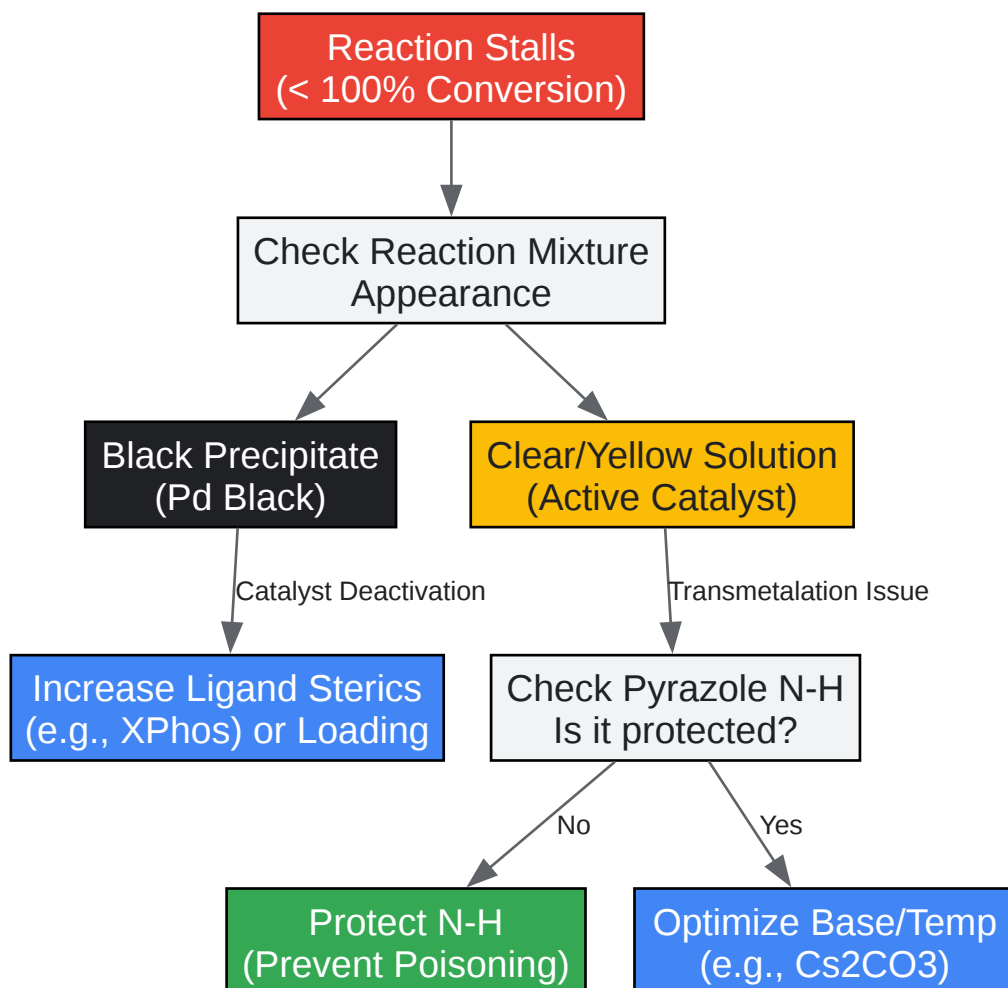 Reaction Stalls
(< 100% Conversion)
Check Reaction Mixture
Appearance
Black Precipitate
(Pd Black)
Clear/Yellow Solution
(Active Catalyst)
Catalyst Deactivation
Transmetalation Issue
Increase Ligand Sterics
(e.g., XPhos) or Loading
Check Pyrazole N-H
Is it protected?
No
Yes
Protect N-H
(Prevent Poisoning)
Optimize Base/Temp
(e.g., Cs2CO3)